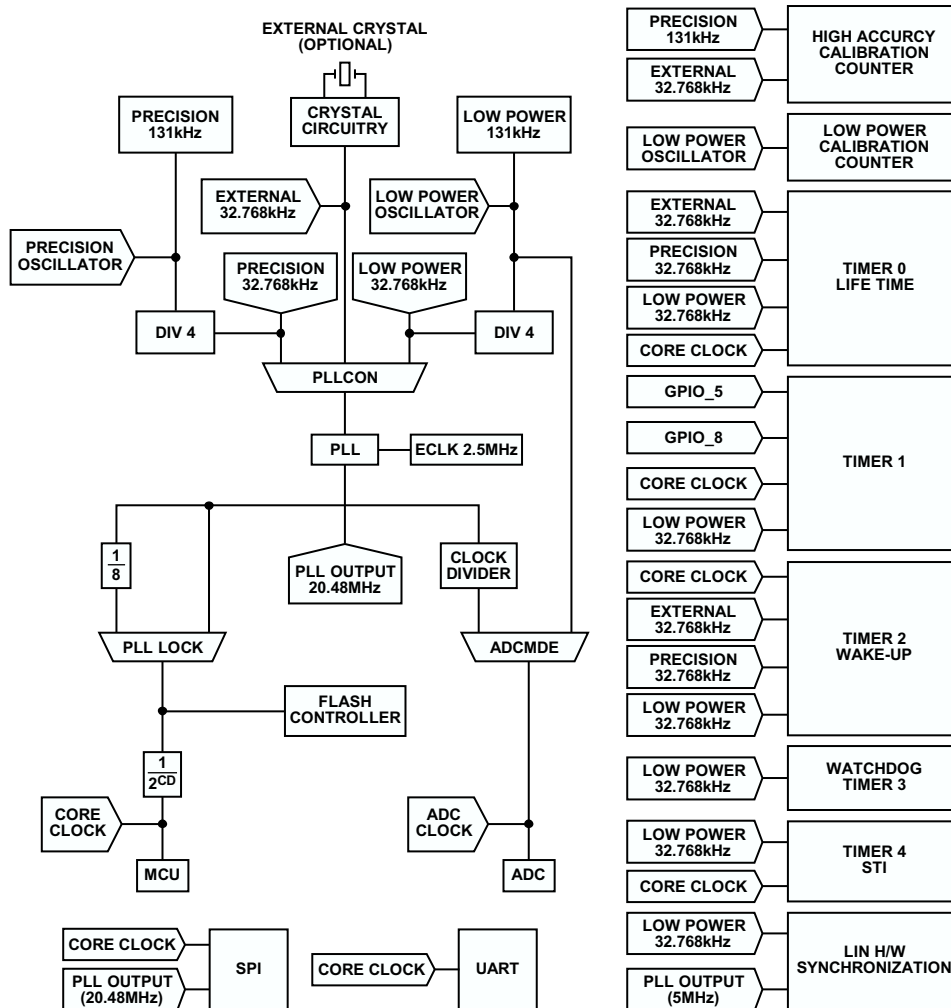 EXTERNAL CRYSTAL
(OPTIONAL)
CRYSTAL
CIRCUITRY
PRECISION
131kHz
LOW POWER
131kHz
EXTERNAL
32.768kHz
LOW POWER
OSCILLATOR
PRECISION
OSCILLATOR
PRECISION
32.768kHz
LOW POWER
32.768kHz
DIV 4
DIV 4
PLLCON
PLL
ECLK 2.5MHz
1
8
PLL OUTPUT
20.48MHz
CLOCK
DIVIDER
PLL LOCK
ADCMDE
FLASH
CONTROLLER
1
2CD
CORE
CLOCK
ADC
CLOCK
MCU
ADC
CORE CLOCK
PLL OUTPUT
(20.48MHz)
SPI
CORE CLOCK
UART
PRECISION
131kHz
EXTERNAL
32.768kHz
HIGH ACCURCY
CALIBRATION
COUNTER
LOW POWER
OSCILLATOR
LOW POWER
CALIBRATION
COUNTER
EXTERNAL
32.768kHz
PRECISION
32.768kHz
LOW POWER
32.768kHz
CORE CLOCK
TIMER 0
LIFE TIME
GPIO_5
GPIO_8
CORE CLOCK
LOW POWER
32.768kHz
TIMER 1
CORE CLOCK
EXTERNAL
32.768kHz
PRECISION
32.768kHz
LOW POWER
32.768kHz
TIMER 2
WAKE-UP
LOW POWER
32.768kHz
WATCHDOG
TIMER 3
LOW POWER
32.768kHz
CORE CLOCK
TIMER 4
STI
LOW POWER
32.768kHz
PLL OUTPUT
(5MHz)
LIN H/W
SYNCHRONIZATION